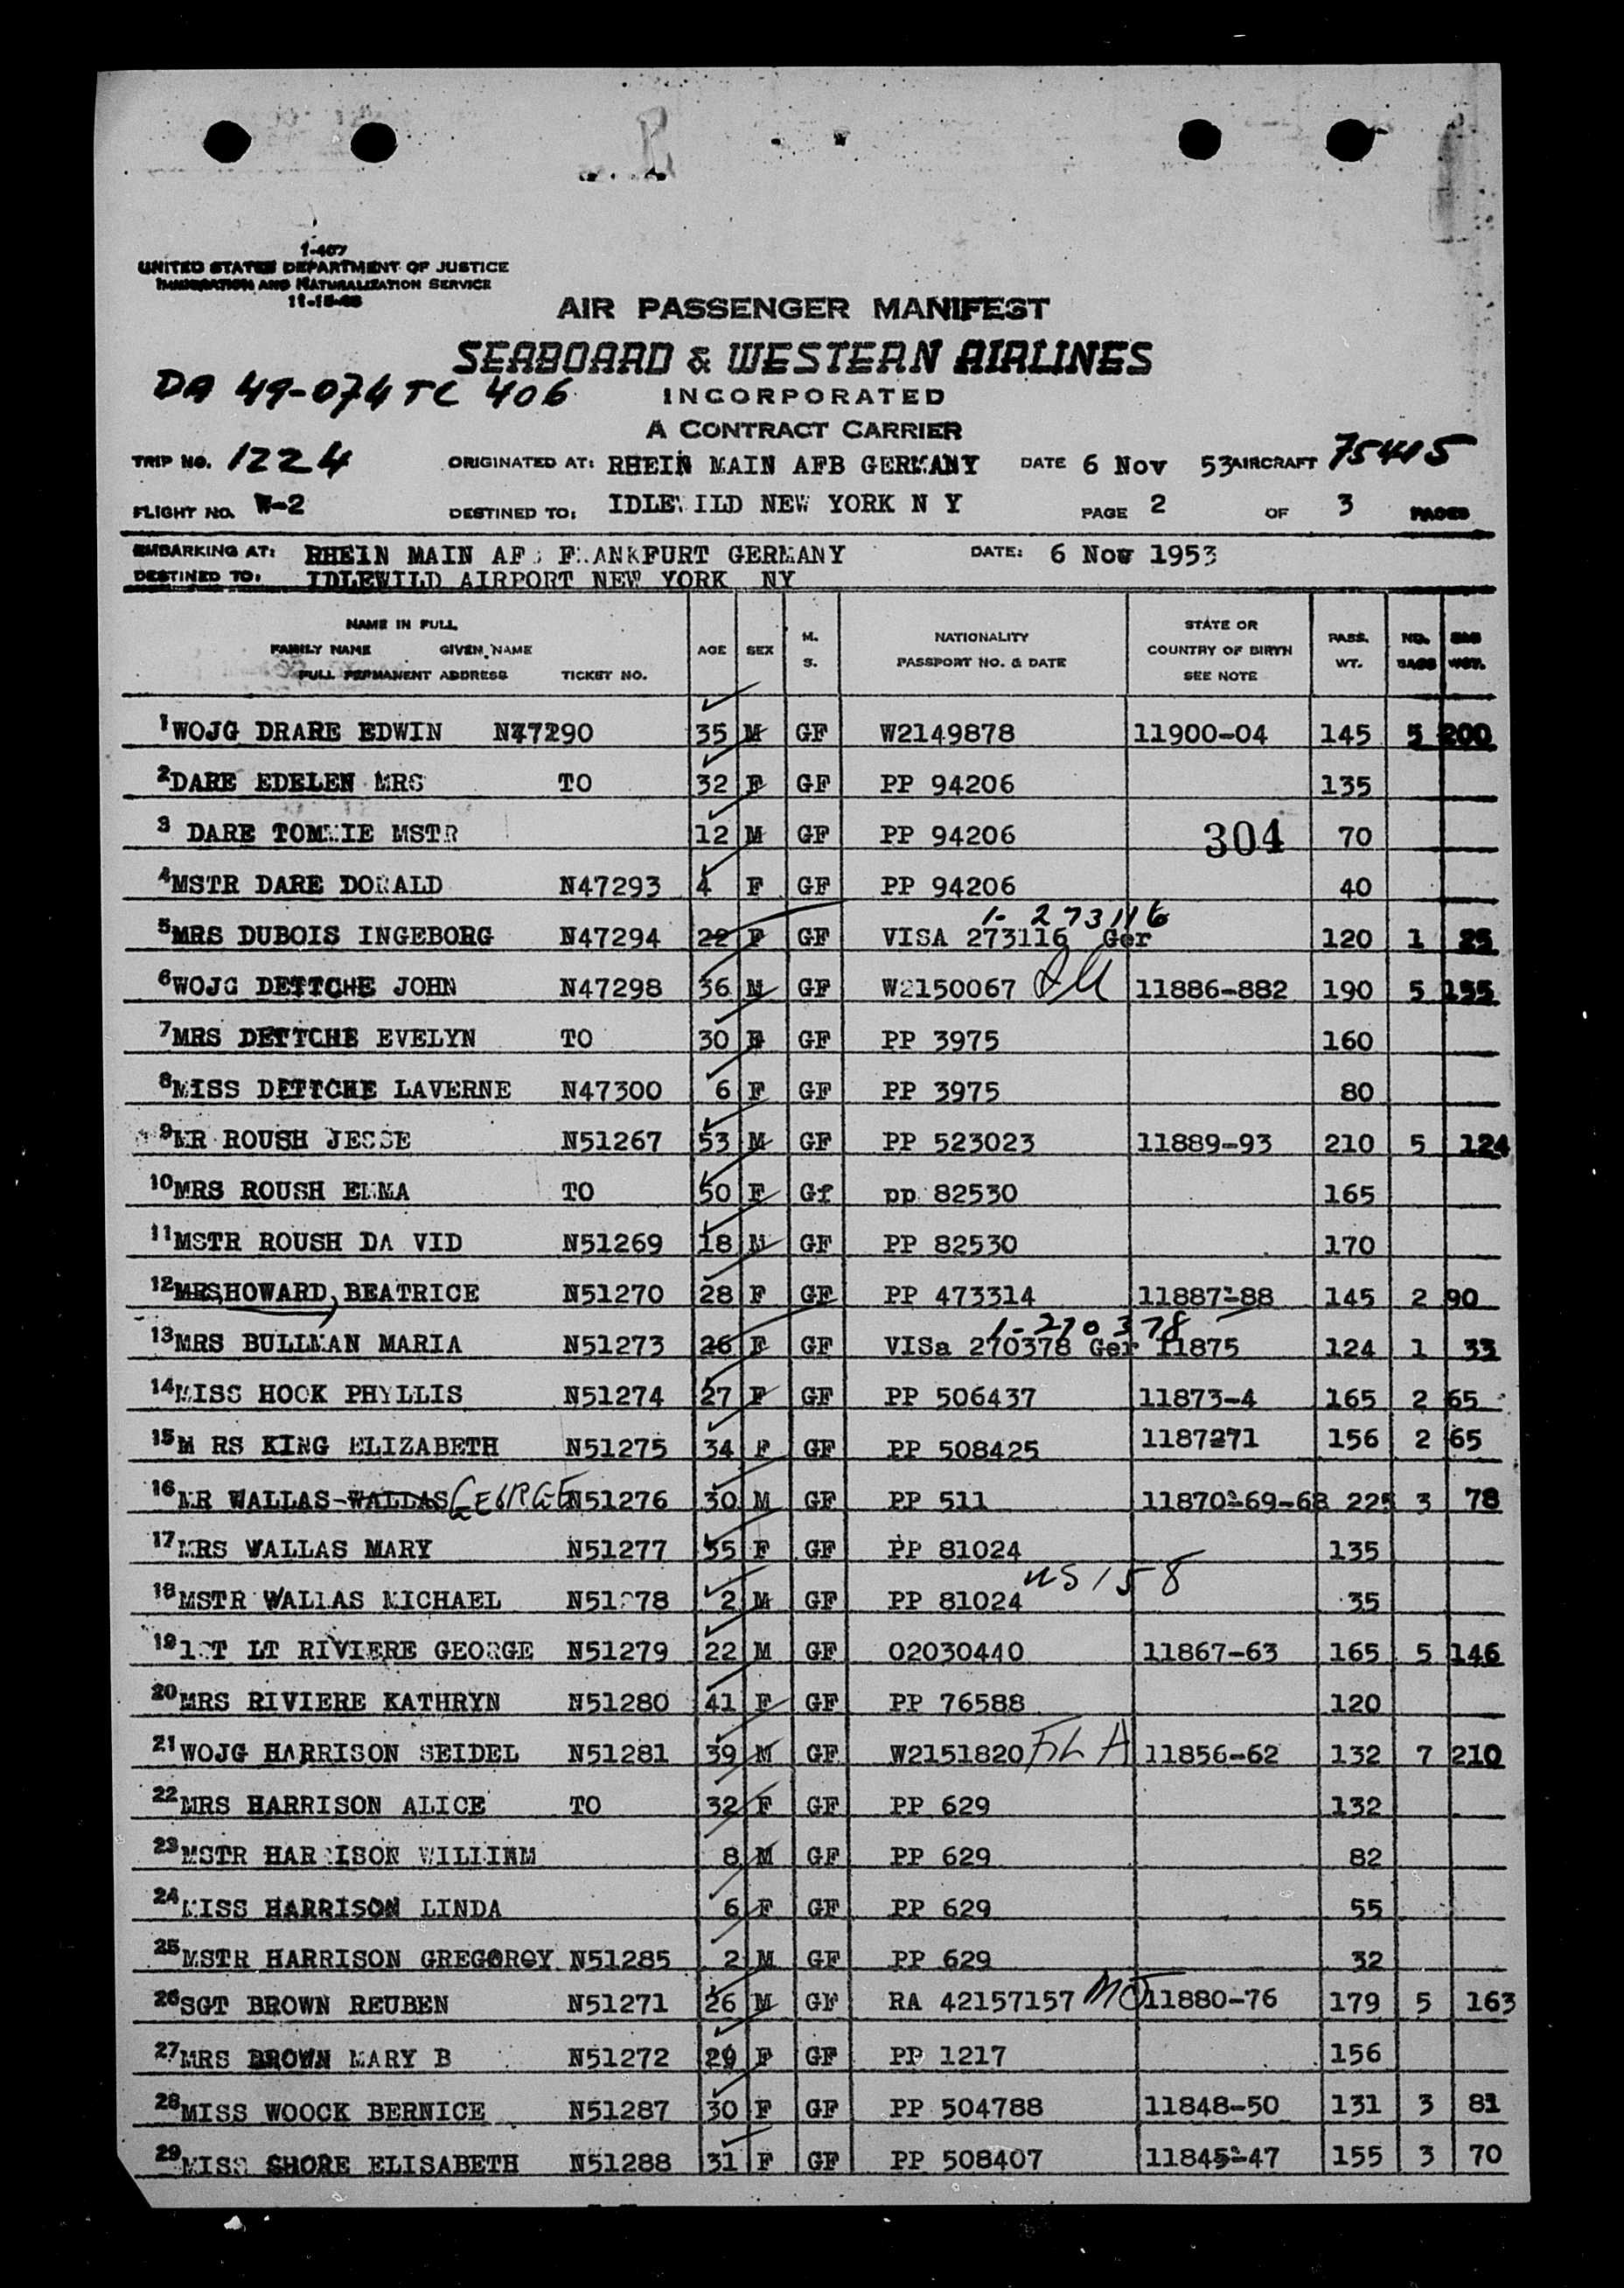 1-407
UNITED STATES DEPARTMENT OF JUSTICE
IMMIGRATION AND NATURALIZATION SERVICE
AIR PASSENGER MANIFEST
SEABOARD & WESTERN AIRLINES
DA 49-074 TC 406 INCORPORATED
A CONTRACT CARRIER
TRIP NO. 1224 ORIGINATED AT: RHEIN MAIN AFB GERMANY DATE 6 Nov 53 AIRCRAFT 75415
FLIGHT NO. W-2 DESTINED TO: IDLEWILD NEW YORK N Y PAGE 2 OF 3 PAGES
EMBARKING AT: RHEIN MAIN AFB FRANKFURT GERMANY DATE: 6 Nov 1953
DESTINED TO: IDLEWILD AIRPORT NEW YORK NY
NAME IN FULL
FAMILY NAME GIVEN NAME
FULL PERMANENT ADDRESS TICKET NO.
AGE SEX M. S. NATIONALITY PASSPORT NO. & DATE STATE OR COUNTRY OF BIRTH SEE NOTE PASS. WT. NO. BAGS BAG WGT.
1 WOJG DRARE EDWIN N47290 35 M GF W2149878 11900-04 145 5 200
2 DARE EDELEN MRS TO 32 F GF PP 94206 135
3 DARE TOMMIE MSTR 12 M GF PP 94206 304 70
4 MSTR DARE DONALD N47293 4 F GF PP 94206 40
1- 273116
5 MRS DUBOIS INGEBORG N47294 22 F GF VISA 273116 Ger 120 1 25
6 WOJG DETTCHE JOHN N47298 36 M GF W2150067 11886-882 190 5 155
7 MRS DETTCHE EVELYN TO 30 F GF PP 3975 160
8 MISS DETTCHE LAVERNE N47300 6 F GF PP 3975 80
9 MR ROUSH JESSE N51267 53 M GF PP 523023 11889-93 210 5 124
10 MRS ROUSH EMMA TO 50 F Gf pp 82530 165
11 MSTR ROUSH DA VID N51269 18 M GF PP 82530 170
12 MRS HOWARD, BEATRICE N51270 28 F GF PP 473314 11887-88 145 2 90
1-270378
13 MRS BULLMAN MARIA N51273 26 F GF VISa 270378 Ger 11875 124 1 33
14 MISS HOCK PHYLLIS N51274 27 F GF PP 506437 11873-4 165 2 65
15 M RS KING ELIZABETH N51275 34 F GF PP 508425 1187271 156 2 65
16 MR WALLAS-WALLAS GEORGE N51276 30 M GF PP 511 11870-69-68 225 3 78
17 MRS WALLAS MARY N51277 35 F GF PP 81024 135
18 MSTR WALLAS MICHAEL N51278 2 M GF PP 81024 US 158 35
19 1ST LT RIVIERE GEORGE N51279 22 M GF 02030440 11867-63 165 5 146
20 MRS RIVIERE KATHRYN N51280 41 F GF PP 76588 120
21 WOJG HARRISON SEIDEL N51281 39 M GF W2151820 FLA 11856-62 132 7 210
22 MRS HARRISON ALICE TO 32 F GF PP 629 132
23 MSTR HARRISON WILLIEM 8 M GF PP 629 82
24 MISS HARRISON LINDA 6 F GF PP 629 55
25 MSTR HARRISON GREGOREY N51285 2 M GF PP 629 32
26 SGT BROWN REUBEN N51271 26 M GF RA 42157157 MO 11880-76 179 5 163
27 MRS BROWN MARY B N51272 29 F GF PP 1217 156
28 MISS WOOCK BERNICE N51287 30 F GF PP 504788 11848-50 131 3 81
29 MISS SHORE ELISABETH N51288 31 F GF PP 508407 11845-47 155 3 70